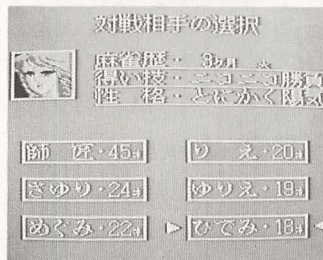 対戦相手の選択
麻雀歴・ 3ヶ月
得い技・ニコニコ勝
性 格・とにかく陽気
師 匠・45才 りえ・20才
さゆり・24才 ゆりえ・19才
めぐみ・22才 ▷ひでみ・18才◁